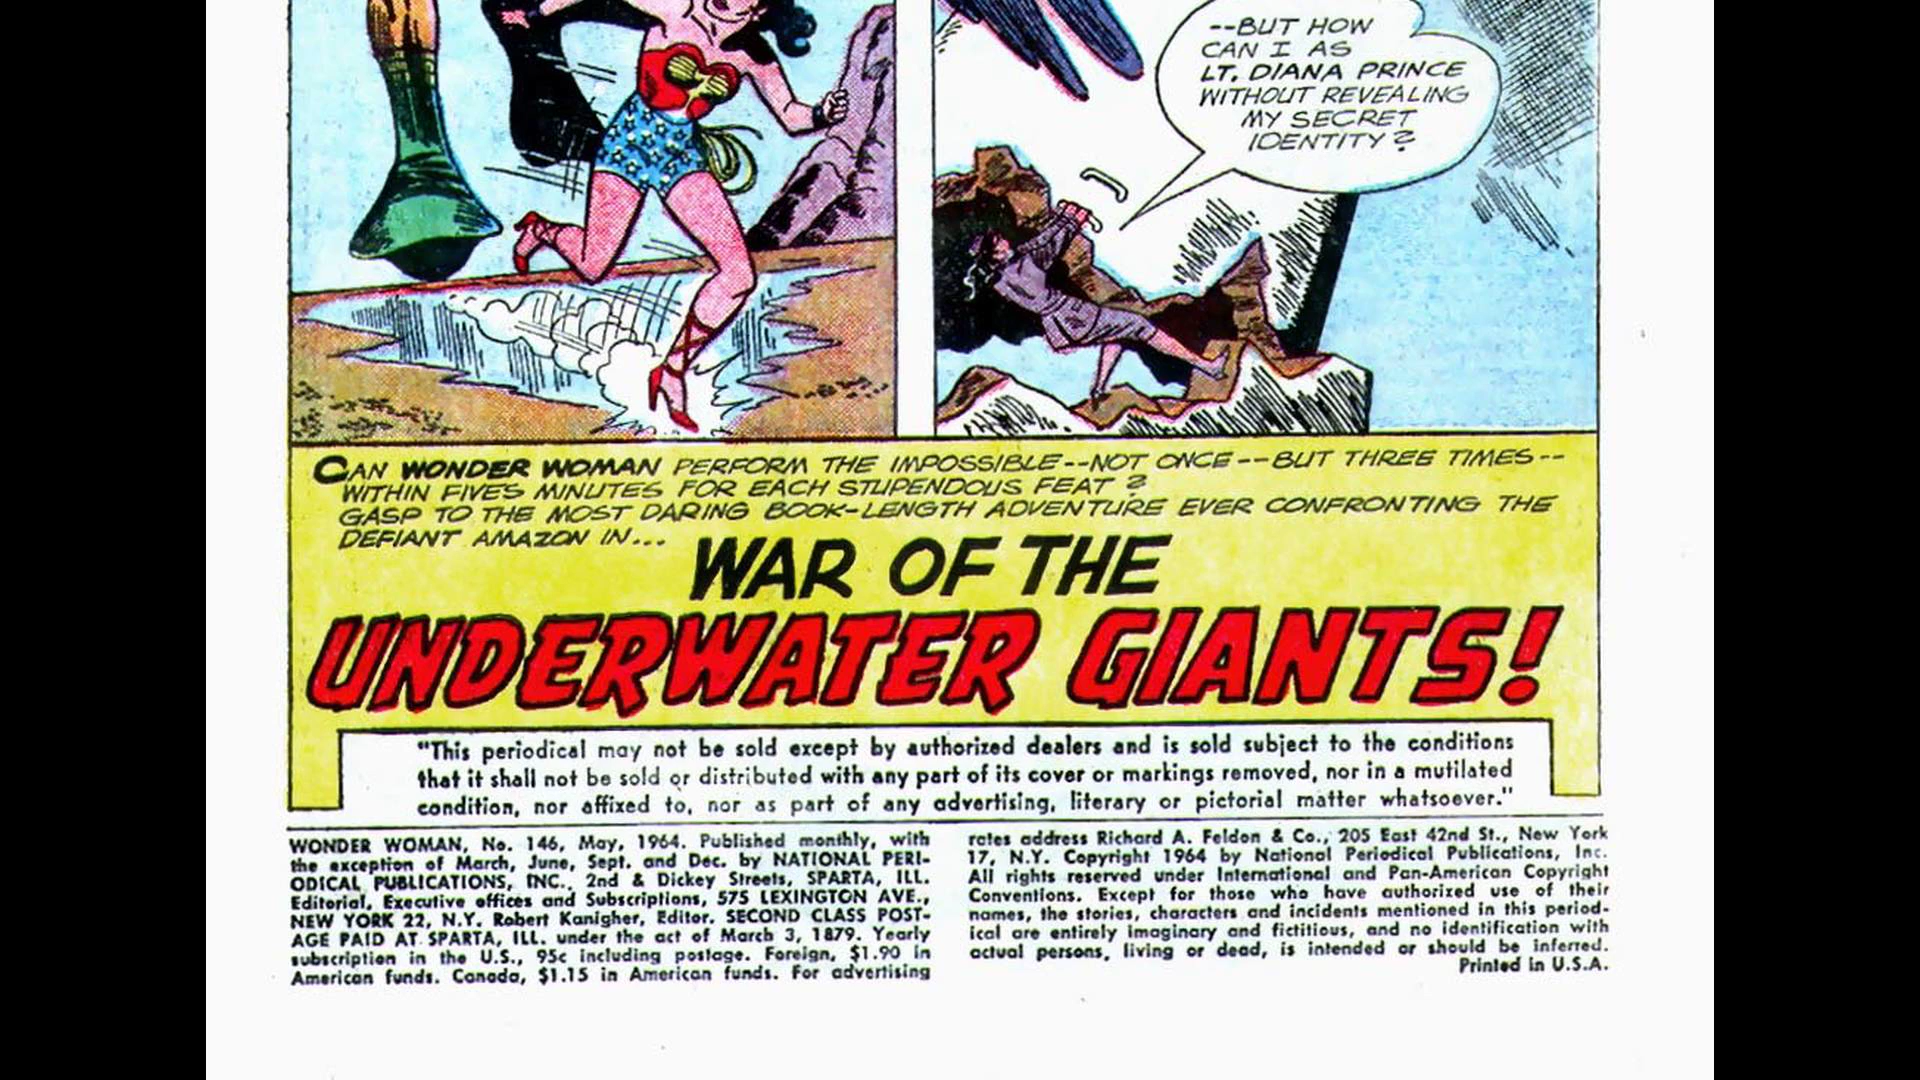 --BUT HOW
CAN I AS
LT. DIANA PRINCE
WITHOUT REVEALING
MY SECRET
IDENTITY?
CAN WONDER WOMAN PERFORM THE IMPOSSIBLE--NOT ONCE--BUT THREE TIMES--
WITHIN FIVES MINUTES FOR EACH STUPENDOUS FEAT?
GASP TO THE MOST DARING BOOK-LENGTH ADVENTURE EVER CONFRONTING THE
DEFIANT AMAZON IN...
WAR OF THE
UNDERWATER GIANTS!
"This periodical may not be sold except by authorized dealers and is sold subject to the conditions
that it shall not be sold or distributed with any part of its cover or markings removed, nor in a mutilated
condition, nor affixed to, nor as part of any advertising, literary or pictorial matter whatsoever."
WONDER WOMAN, No. 146, May, 1964. Published monthly, with
the exception of March, June, Sept. and Dec. by NATIONAL PERI-
ODICAL PUBLICATIONS, INC., 2nd & Dickey Streets, SPARTA, ILL.
Editorial, Executive offices and Subscriptions, 575 LEXINGTON AVE.,
NEW YORK 22, N.Y. Robert Kanigher, Editor. SECOND CLASS POST-
AGE PAID AT SPARTA, ILL. under the act of March 3, 1879. Yearly
subscription in the U.S., 95c including postage. Foreign, $1.90 in
American funds. Canada, $1.15 in American funds. For advertising
rates address Richard A. Feldon & Co., 205 East 42nd St., New York
17, N.Y. Copyright 1964 by National Periodical Publications, Inc.
All rights reserved under International and Pan-American Copyright
Conventions. Except for those who have authorized use of their
names, the stories, characters and incidents mentioned in this period-
ical are entirely imaginary and fictitious, and no identification with
actual persons, living or dead, is intended or should be inferred.
Printed in U.S.A.